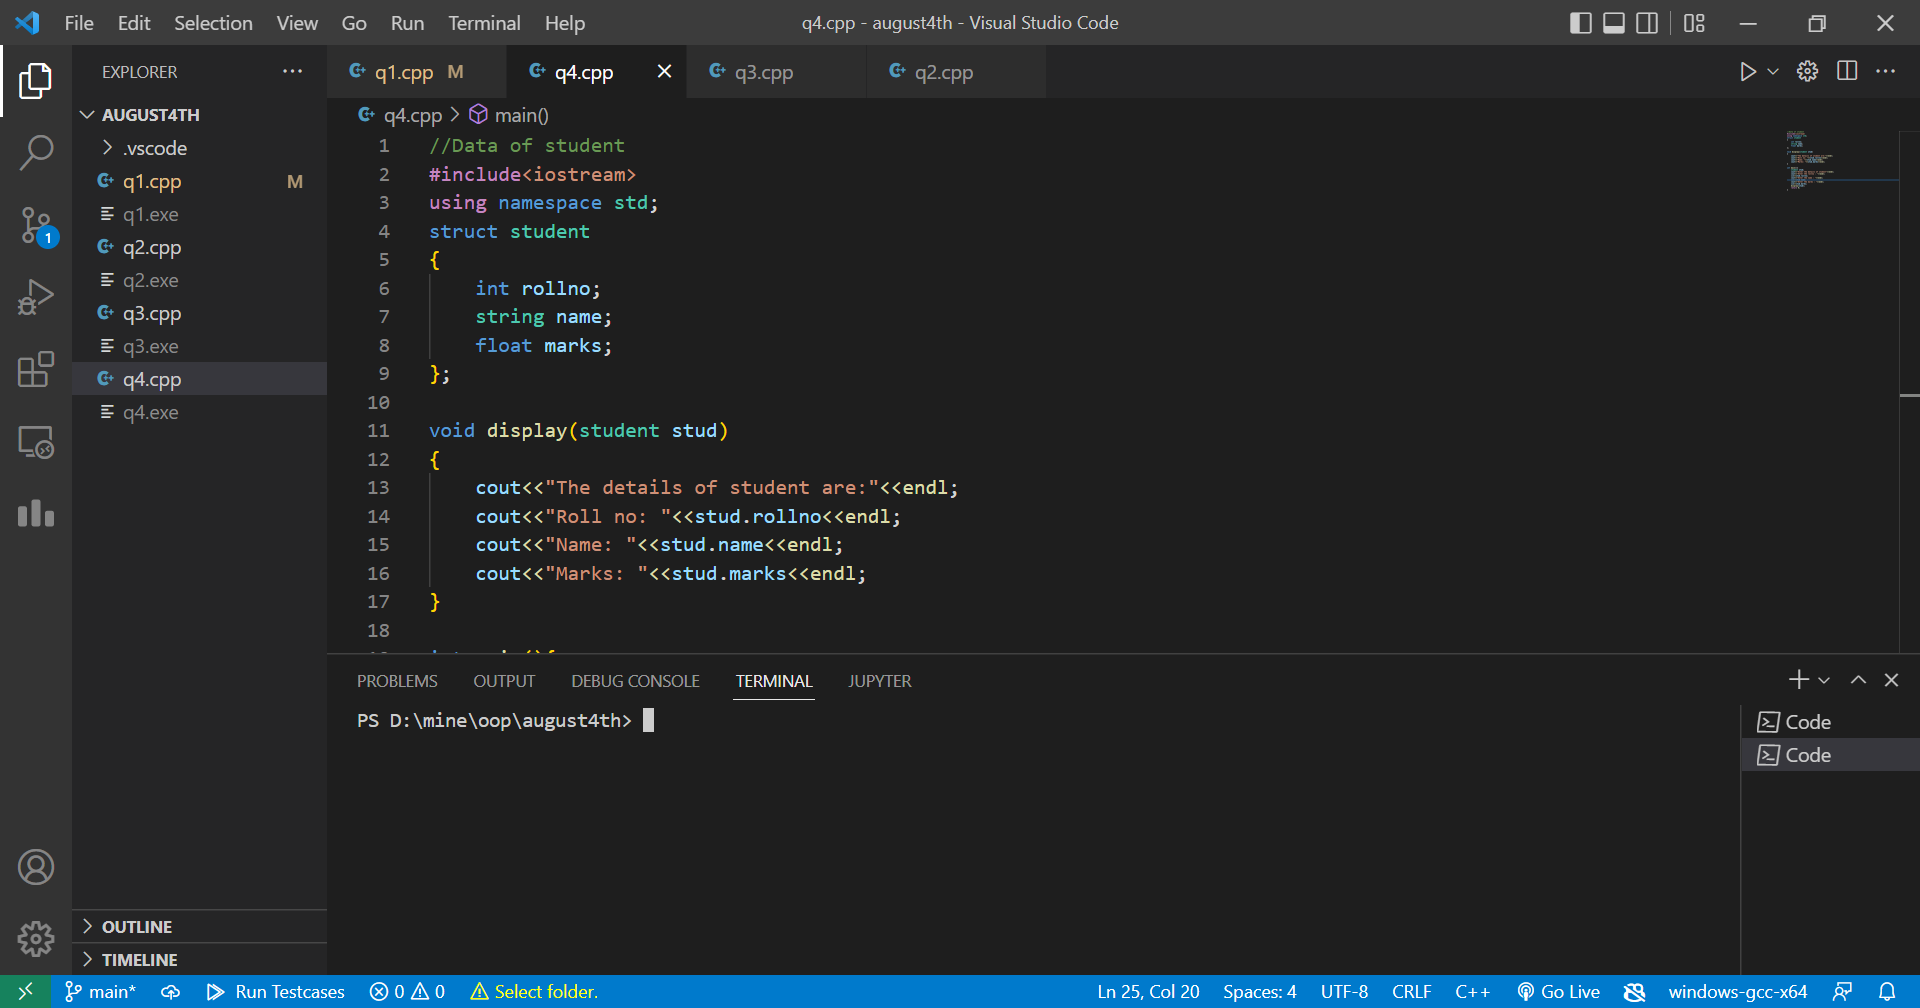 File Edit Selection View Go Run Terminal Help
q4.cpp - august4th - Visual Studio Code
EXPLORER
AUGUST4TH
.vscode
q1.cpp M
q1.exe
q2.cpp
q2.exe
q3.cpp
q3.exe
q4.cpp
q4.exe
OUTLINE
TIMELINE
1
q1.cpp M q4.cpp q3.cpp q2.cpp
q4.cpp > main()
1 //Data of student
2 #include<iostream>
3 using namespace std;
4 struct student
5 {
6 int rollno;
7 string name;
8 float marks;
9 };
10
11 void display(student stud)
12 {
13 cout<<"The details of student are:"<<endl;
14 cout<<"Roll no: "<<stud.rollno<<endl;
15 cout<<"Name: "<<stud.name<<endl;
16 cout<<"Marks: "<<stud.marks<<endl;
17 }
18
PROBLEMS OUTPUT DEBUG CONSOLE TERMINAL JUPYTER
PS D:\mine\oop\august4th>
Code
Code
main* Run Testcases 0 0 Select folder. Ln 25, Col 20 Spaces: 4 UTF-8 CRLF C++ Go Live windows-gcc-x64